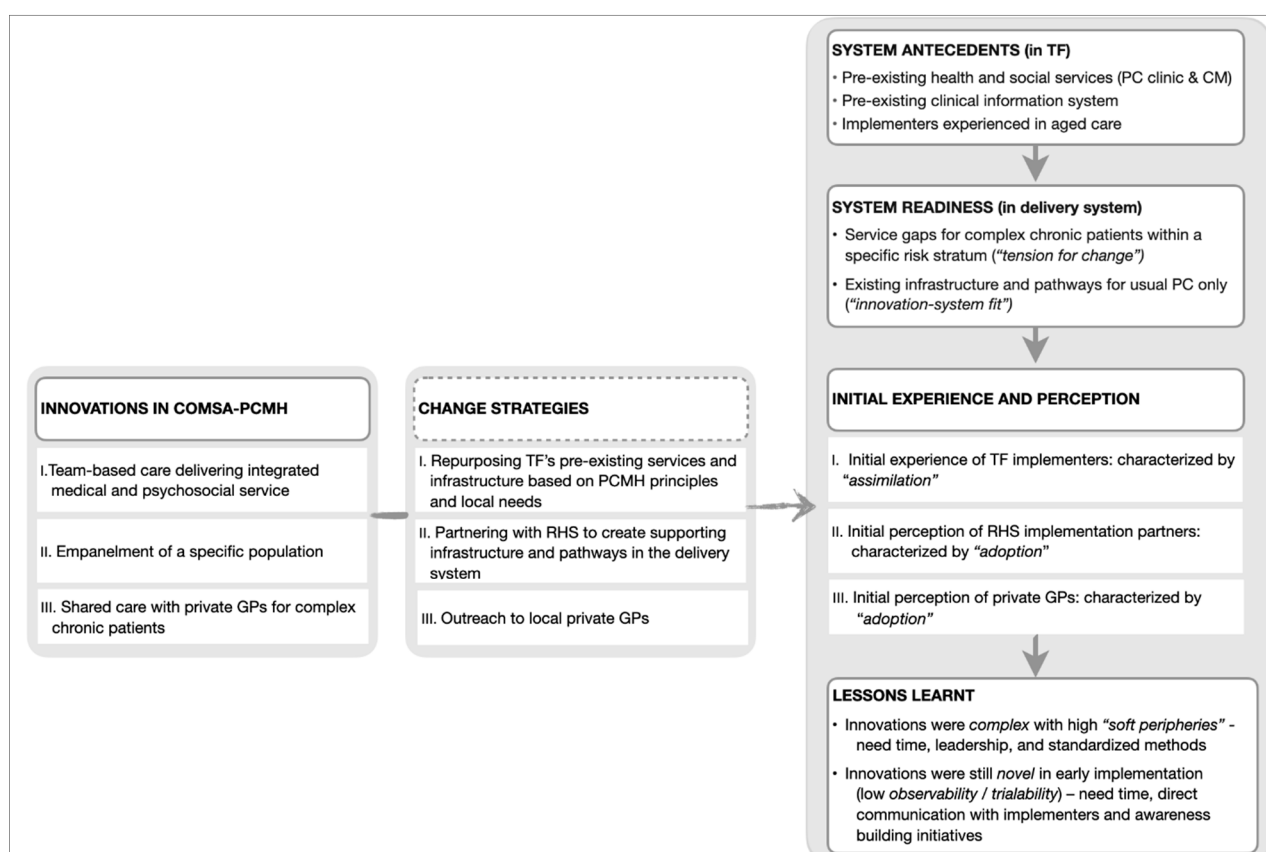 INNOVATIONS IN COMSA-PCMH
I.Team-based care delivering integrated
medical and psychosocial service
II. Empanelment of a specific population
III. Shared care with private GPs for complex
chronic patients
CHANGE STRATEGIES
I. Repurposing TF's pre-existing services and
infrastructure based on PCMH principles
and local needs
II. Partnering with RHS to create supporting
infrastructure and pathways in the delivery
system
III. Outreach to local private GPs
SYSTEM ANTECEDENTS (in TF)
• Pre-existing health and social services (PC clinic & CM)
• Pre-existing clinical information system
• Implementers experienced in aged care
SYSTEM READINESS (in delivery system)
• Service gaps for complex chronic patients within a
specific risk stratum (“tension for change”)
• Existing infrastructure and pathways for usual PC only
(“innovation-system fit”)
INITIAL EXPERIENCE AND PERCEPTION
I. Initial experience of TF implementers: characterized by
“assimilation”
II. Initial perception of RHS implementation partners:
characterized by “adoption”
III. Initial perception of private GPs: characterized by
“adoption”
LESSONS LEARNT
• Innovations were complex with high “soft peripheries” -
need time, leadership, and standardized methods
• Innovations were still novel in early implementation
(low observability / trialability) – need time, direct
communication with implementers and awareness
building initiatives